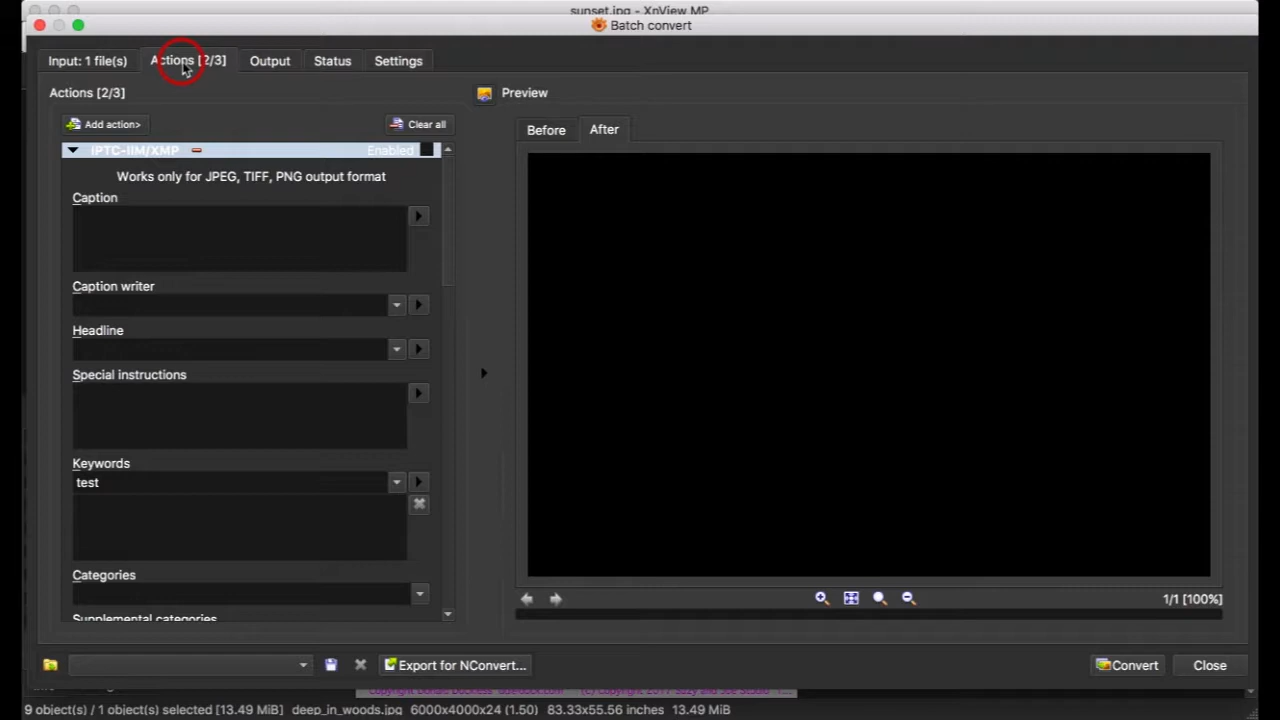 sunset.jpg - XnView MP
Batch convert
Input: 1 file(s) Actions [2/3] Output Status Settings
Actions [2/3] Preview
Add action> Clear all Before After
IPTC-IIM/XMP Enabled
Works only for JPEG, TIFF, PNG output format
Caption
Caption writer
Headline
Special instructions
Keywords
test
Categories
1/1 [100%]
Supplemental categories
Export for NConvert... Convert Close
9 object(s) / 1 object(s) selected [13.49 MiB] deep_in_woods.jpg 6000x4000x24 (1.50) 83.33x55.56 inches 13.49 MiB